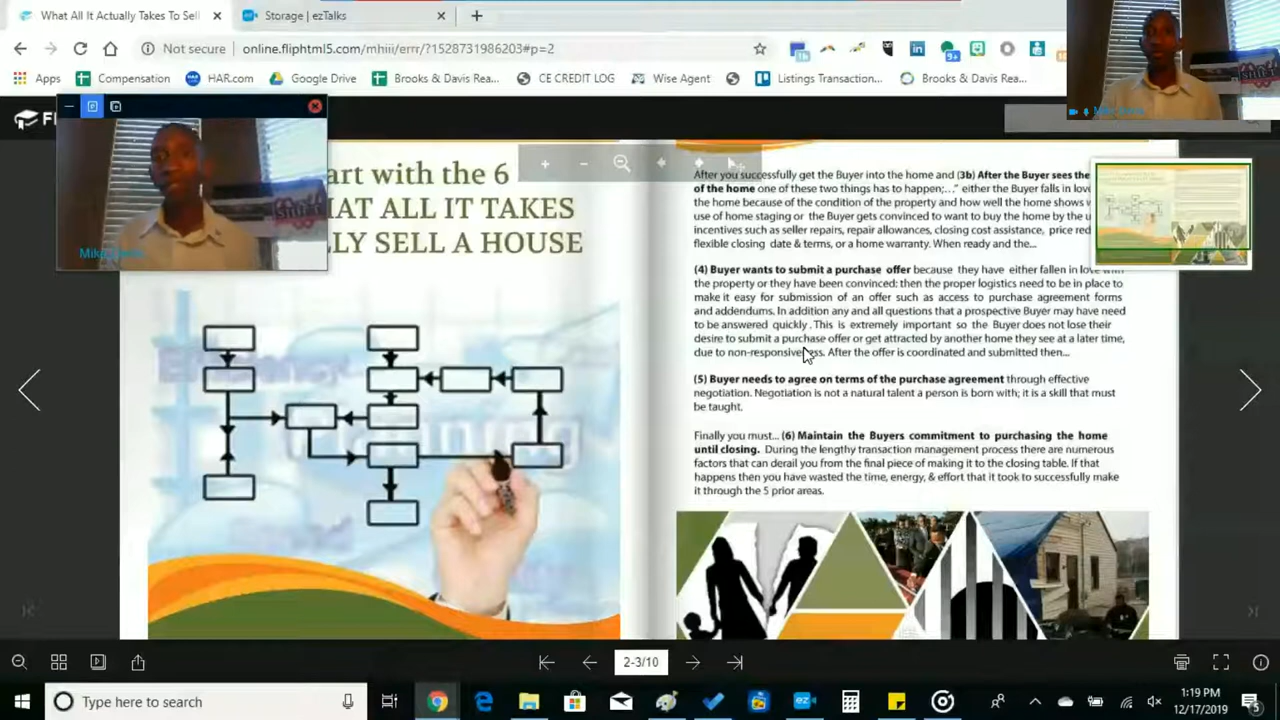 What All It Actually Takes To Sell
Storage | ezTalks
Not secure
online.fliphtml5.com/mhiii/err/?1528731986203#p=2
Apps
Compensation
HAR.com
Google Drive
Brooks & Davis Rea...
CE CREDIT LOG
Wise Agent
Listings Transaction...
Brooks & Davis Rea...
art with the 6
HAT ALL IT TAKES
LLY SELL A HOUSE
After you successfully get the Buyer into the home and (3b) After the Buyer sees the
of the home one of these two things has to happen;…" either the Buyer falls in love
the home because of the condition of the property and how well the home shows
use of home staging or the Buyer gets convinced to want to buy the home by the u
incentives such as seller repairs, repair allowances, closing cost assistance, price red
flexible closing date & terms, or a home warranty. When ready and the...
(4) Buyer wants to submit a purchase offer because they have either fallen in love with
the property or they have been convinced; then the proper logistics need to be in place to
make it easy for submission of an offer such as access to purchase agreement forms
and addendums. In addition any and all questions that a prospective Buyer may have need
to be answered quickly. This is extremely important so the Buyer does not lose their
desire to submit a purchase offer or get attracted by another home they see at a later time,
due to non-responsiveness. After the offer is coordinated and submitted then...
(5) Buyer needs to agree on terms of the purchase agreement through effective
negotiation. Negotiation is not a natural talent a person is born with; it is a skill that must
be taught.
Finally you must... (6) Maintain the Buyers commitment to purchasing the home
until closing. During the lengthy transaction management process there are numerous
factors that can derail you from the final piece of making it to the closing table. If that
happens then you have wasted the time, energy, & effort that it took to successfully make
it through the 5 prior areas.
2-3/10
Type here to search
1:19 PM
12/17/2019